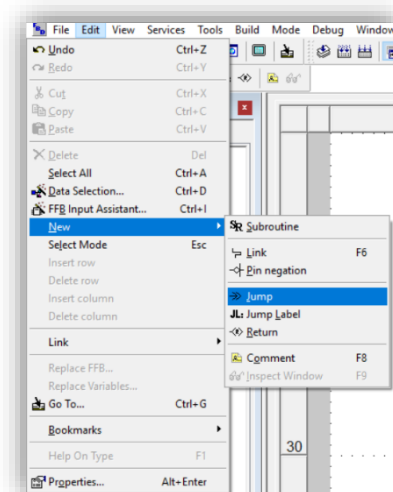 File Edit View Services Tools Build Mode Debug Window
Undo Ctrl+Z
Redo Ctrl+Y
Cut Ctrl+X
Copy Ctrl+C
Paste Ctrl+V
Delete Del
Select All Ctrl+A
Data Selection... Ctrl+D
FFB Input Assistant... Ctrl+I
New
Select Mode Esc
Insert row
Delete row
Insert column
Delete column
Link
Replace FFB...
Replace Variables...
Go To... Ctrl+G
Bookmarks
Help On Type F1
Properties... Alt+Enter
SR Subroutine
Link F6
Pin negation
Jump
JL: Jump Label
Return
Comment F8
Inspect Window F9
30